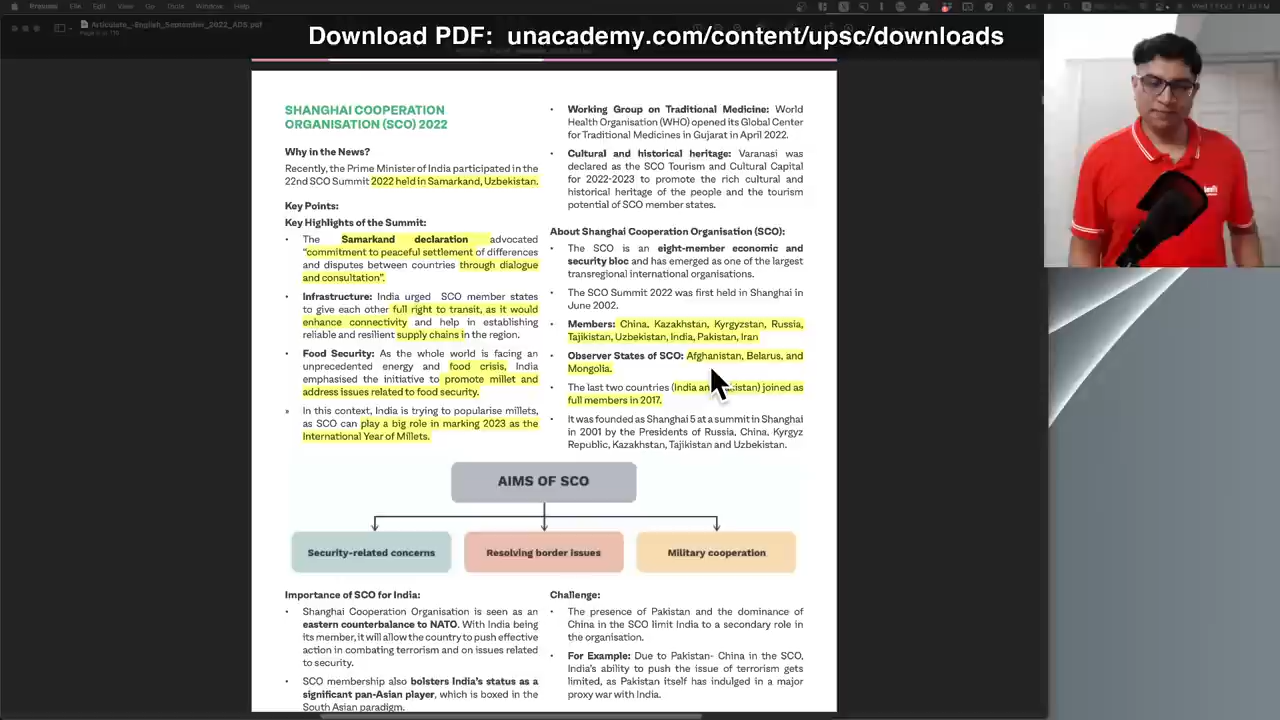 Preview File Edit View Go Tools Window Help
Articulate_-English_September_2022_ADS.pdf
Download PDF: unacademy.com/content/upsc/downloads
SHANGHAI COOPERATION
ORGANISATION (SCO) 2022
Why in the News?
Recently, the Prime Minister of India participated in the
22nd SCO Summit 2022 held in Samarkand, Uzbekistan.
Key Points:
Key Highlights of the Summit:
• The Samarkand declaration advocated
“commitment to peaceful settlement of differences
and disputes between countries through dialogue
and consultation”.
• Infrastructure: India urged SCO member states
to give each other full right to transit, as it would
enhance connectivity and help in establishing
reliable and resilient supply chains in the region.
• Food Security: As the whole world is facing an
unprecedented energy and food crisis, India
emphasised the initiative to promote millet and
address issues related to food security.
» In this context, India is trying to popularise millets,
as SCO can play a big role in marking 2023 as the
International Year of Millets.
• Working Group on Traditional Medicine: World
Health Organisation (WHO) opened its Global Center
for Traditional Medicines in Gujarat in April 2022.
• Cultural and historical heritage: Varanasi was
declared as the SCO Tourism and Cultural Capital
for 2022-2023 to promote the rich cultural and
historical heritage of the people and the tourism
potential of SCO member states.
About Shanghai Cooperation Organisation (SCO):
• The SCO is an eight-member economic and
security bloc and has emerged as one of the largest
transregional international organisations.
• The SCO Summit 2022 was first held in Shanghai in
June 2002.
• Members: China, Kazakhstan, Kyrgyzstan, Russia,
Tajikistan, Uzbekistan, India, Pakistan, Iran
• Observer States of SCO: Afghanistan, Belarus, and
Mongolia.
• The last two countries (India and Pakistan) joined as
full members in 2017.
• It was founded as Shanghai 5 at a summit in Shanghai
in 2001 by the Presidents of Russia, China, Kyrgyz
Republic, Kazakhstan, Tajikistan and Uzbekistan.
AIMS OF SCO
Security-related concerns
Resolving border issues
Military cooperation
Importance of SCO for India:
• Shanghai Cooperation Organisation is seen as an
eastern counterbalance to NATO. With India being
its member, it will allow the country to push effective
action in combating terrorism and on issues related
to security.
• SCO membership also bolsters India’s status as a
significant pan-Asian player, which is boxed in the
South Asian paradigm.
Challenge:
• The presence of Pakistan and the dominance of
China in the SCO limit India to a secondary role in
the organisation.
• For Example: Due to Pakistan- China in the SCO,
India’s ability to push the issue of terrorism gets
limited, as Pakistan itself has indulged in a major
proxy war with India.